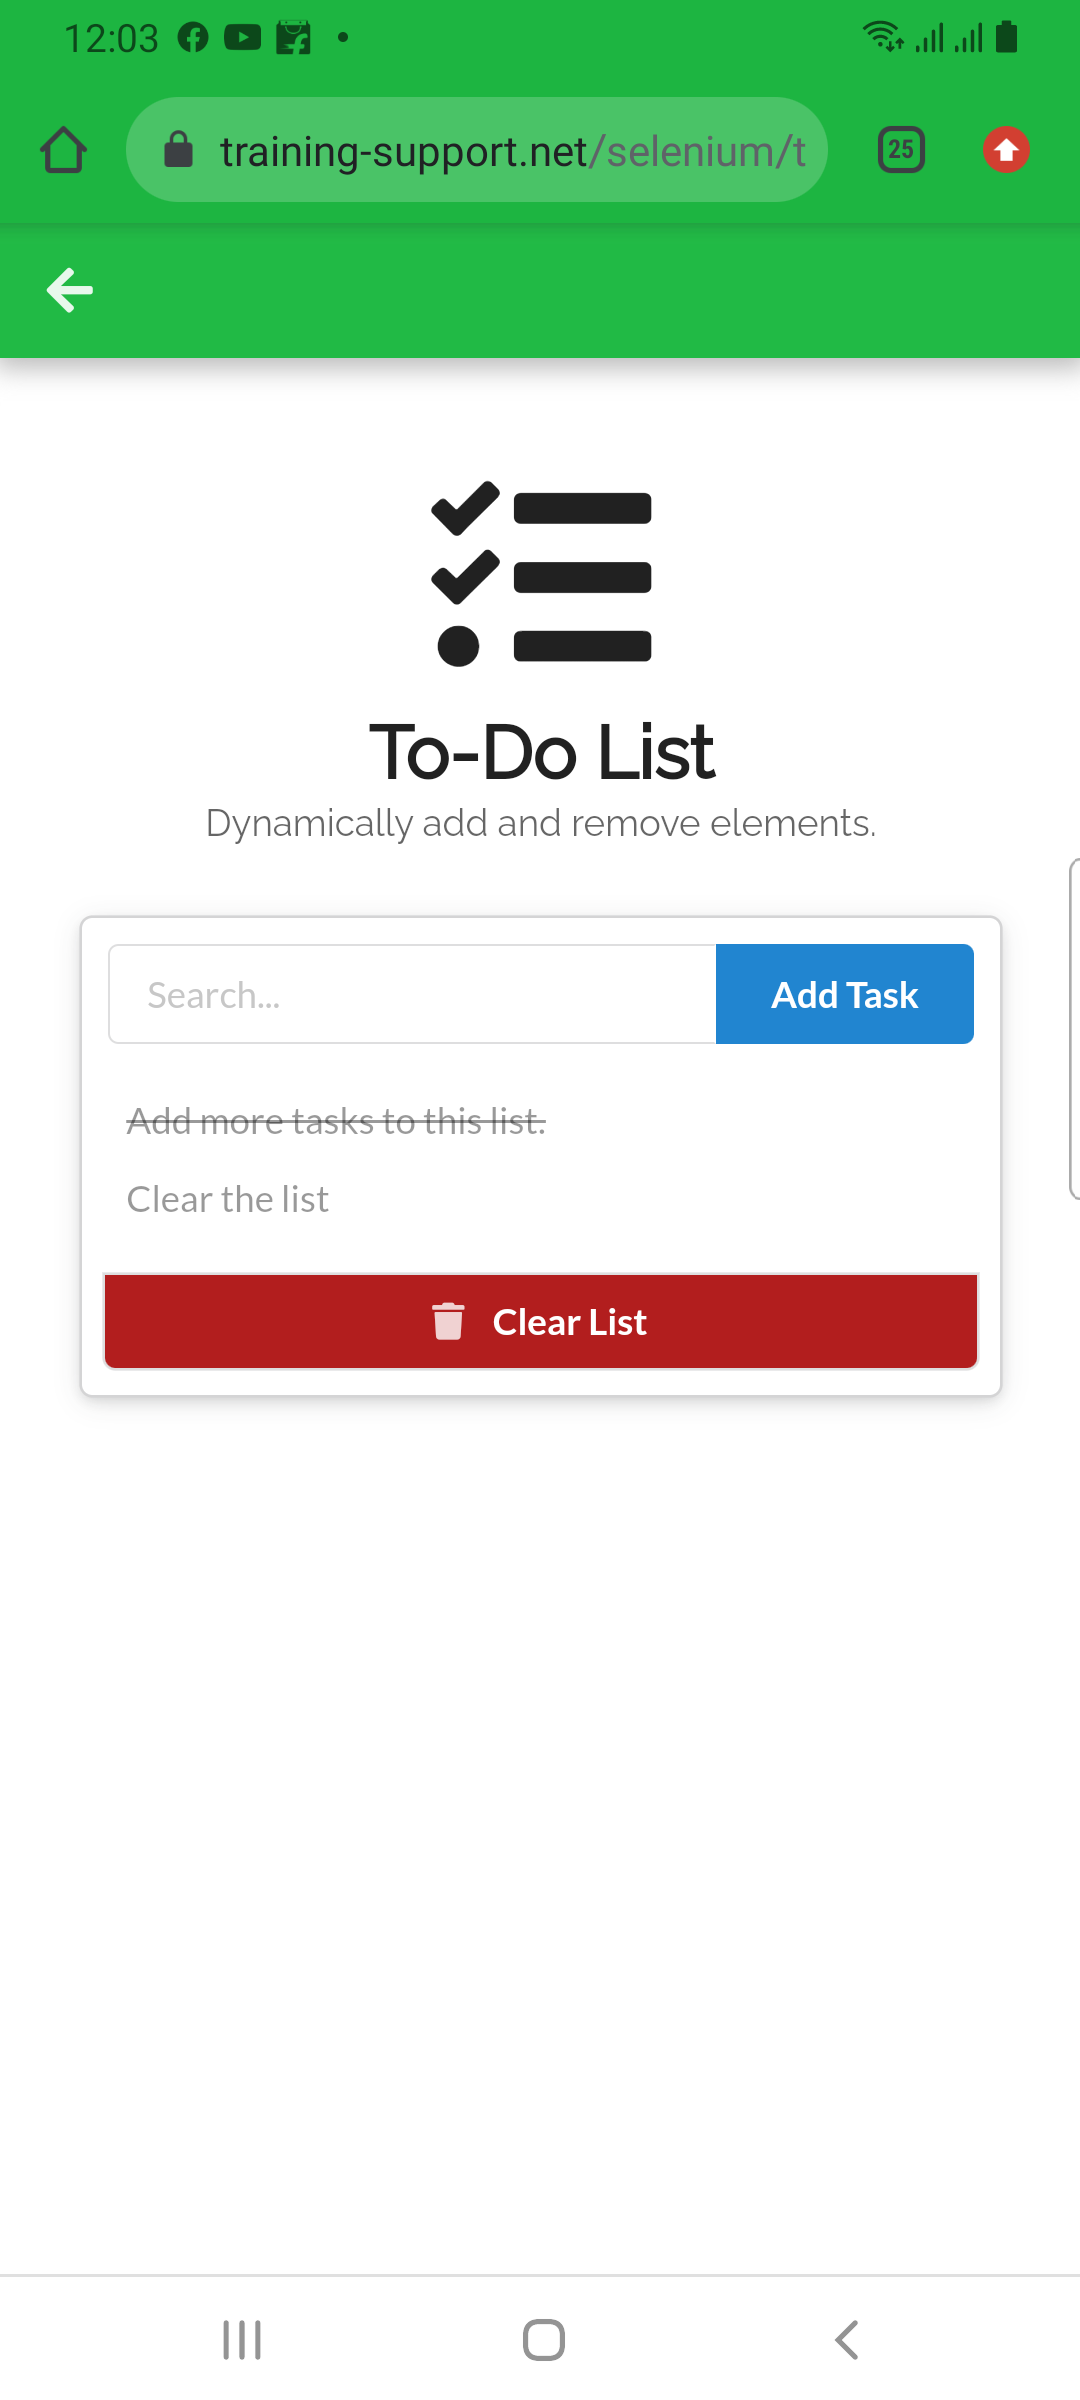 12:03
training-support.net/selenium/t
25
To-Do List
Dynamically add and remove elements.
Search...
Add Task
Add more tasks to this list.
Clear the list
Clear List